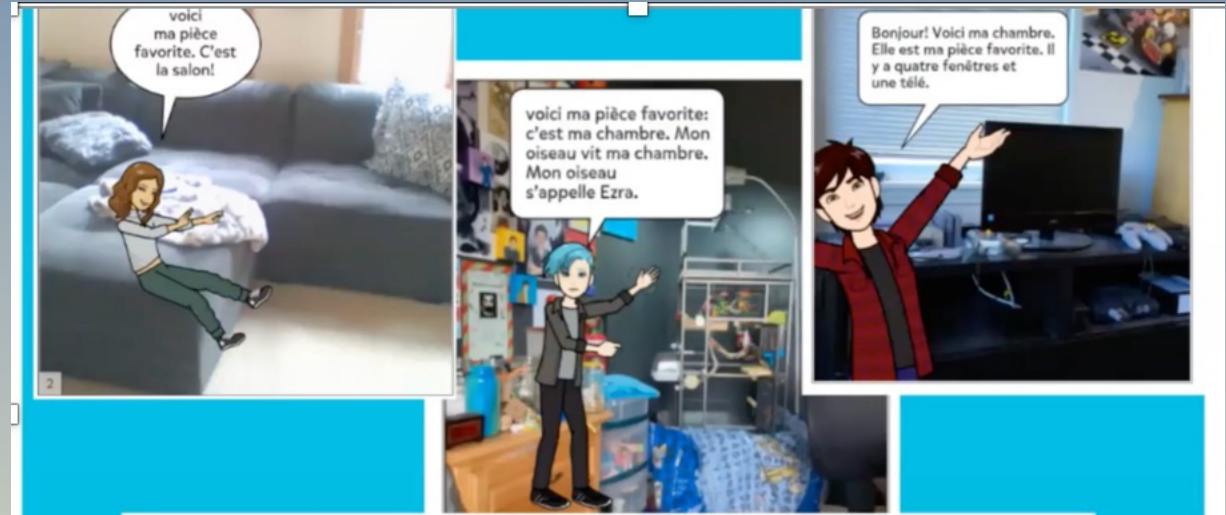 voici
ma pièce
favorite. C'est
la salon!
2
voici ma pièce favorite:
c'est ma chambre. Mon
oiseau vit ma chambre.
Mon oiseau
s'appelle Ezra.
Bonjour! Voici ma chambre.
Elle est ma pièce favorite. Il
y a quatre fenêtres et
une télé.